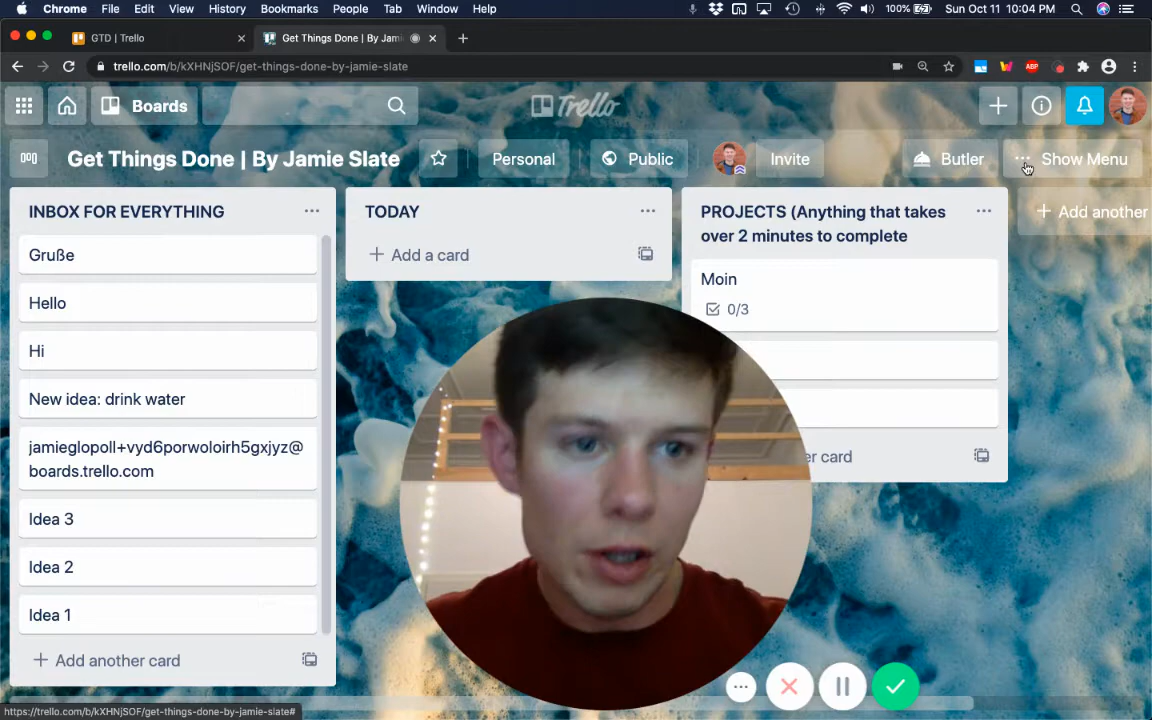 Chrome File Edit View History Bookmarks People Tab Window Help 100% Sun Oct 11 10:04 PM
GTD | Trello
Get Things Done | By Jami
trello.com/b/kXHNjSOF/get-things-done-by-jamie-slate
ABP
Boards
Trello
Get Things Done | By Jamie Slate Personal Public Invite Butler Show Menu
INBOX FOR EVERYTHING
Gruße
Hello
Hi
New idea: drink water
jamieglopoll+vyd6porwoloirh5gxjyz@
boards.trello.com
Idea 3
Idea 2
Idea 1
Add another card
TODAY
Add a card
PROJECTS (Anything that takes
over 2 minutes to complete
Moin
0/3
er card
Add another
https://trello.com/b/kXHNjSOF/get-things-done-by-jamie-slate#